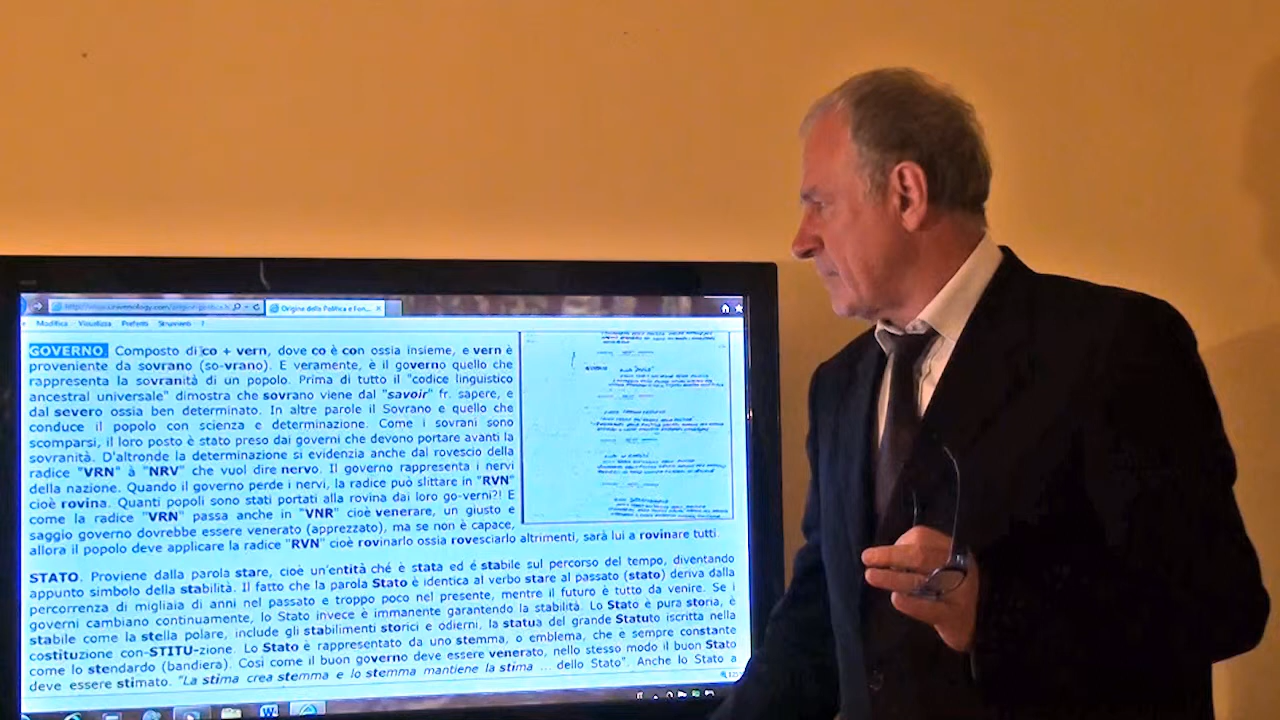 Origine della Politica e Fon...
Modifica Visualizza Preferiti Strumenti ?
GOVERNO. Composto di co + vern, dove co è con ossia insieme, e vern è
proveniente da sovrano (so-vrano). E veramente, è il governo quello che
rappresenta la sovranità di un popolo. Prima di tutto il "codice linguistico
ancestral universale" dimostra che sovrano viene dal "savoir" fr. sapere, e
dal severo ossia ben determinato. In altre parole il Sovrano e quello che
conduce il popolo con scienza e determinazione. Come i sovrani sono
scomparsi, il loro posto è stato preso dai governi che devono portare avanti la
sovranità. D'altronde la determinazione si evidenzia anche dal rovescio della
radice "VRN" à "NRV" che vuol dire nervo. Il governo rappresenta i nervi
della nazione. Quando il governo perde i nervi, la radice può slittare in "RVN"
cioè rovina. Quanti popoli sono stati portati alla rovina dai loro go-verni?! E
come la radice "VRN" passa anche in "VNR" cioè venerare, un giusto e
saggio governo dovrebbe essere venerato (apprezzato), ma se non è capace,
allora il popolo deve applicare la radice "RVN" cioè rovinarlo ossia rovesciarlo altrimenti, sarà lui a rovinare tutti.
STATO. Proviene dalla parola stare, cioè un'entità ché é stata ed é stabile sul percorso del tempo, diventando
appunto simbolo della stabilità. Il fatto che la parola Stato è identica al verbo stare al passato (stato) deriva dalla
percorrenza di migliaia di anni nel passato e troppo poco nel presente, mentre il futuro è tutto da venire. Se i
governi cambiano continuamente, lo Stato invece è immanente garantendo la stabilità. Lo Stato è pura storia, è
stabile come la stella polare, include gli stabilimenti storici e odierni, la statua del grande Statuto iscritta nella
costituzione con-STITU-zione. Lo Stato è rappresentato da uno stemma, o emblema, che e sempre constante
come lo stendardo (bandiera). Così come il buon governo deve essere venerato, nello stesso modo il buon Stato
deve essere stimato. "La stima crea stemma e lo stemma mantiene la stima ... dello Stato". Anche lo Stato a